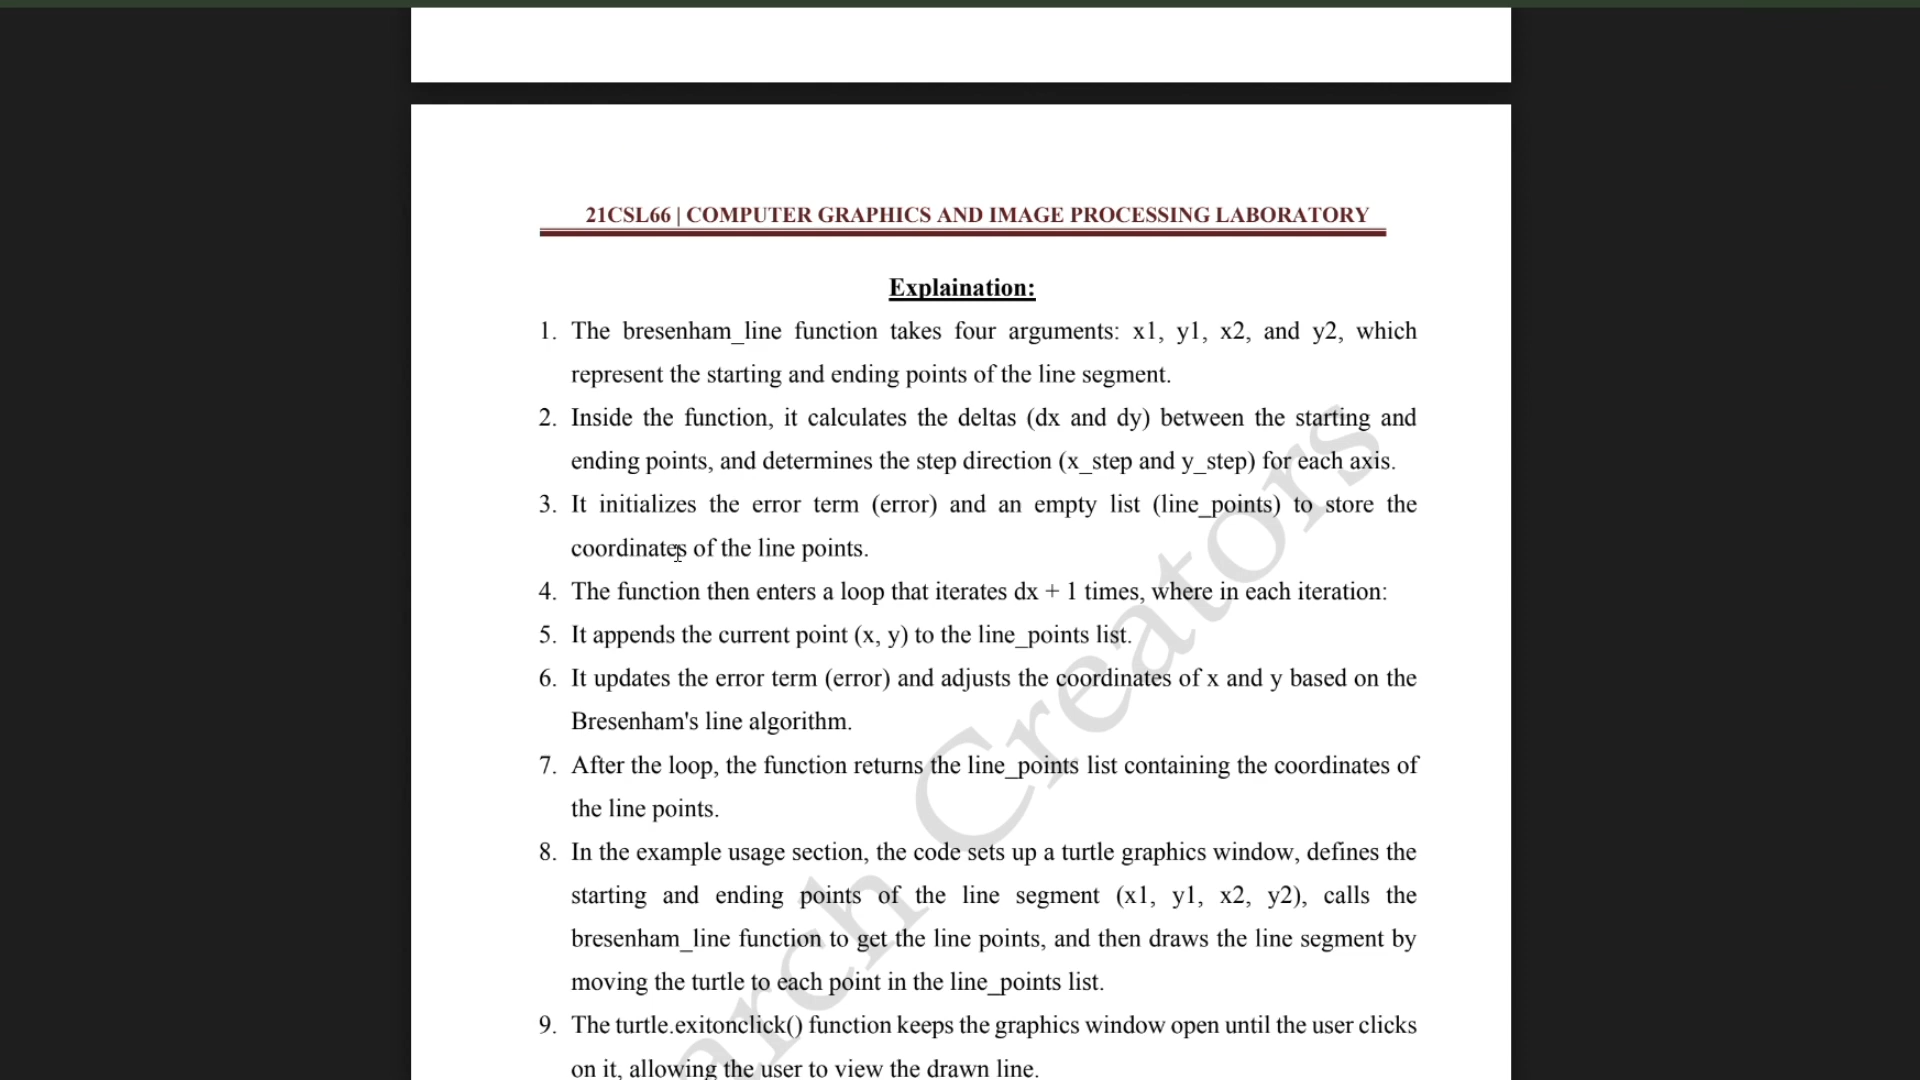 21CSL66 | COMPUTER GRAPHICS AND IMAGE PROCESSING LABORATORY
Explaination:
1. The bresenham_line function takes four arguments: x1, y1, x2, and y2, which
represent the starting and ending points of the line segment.
2. Inside the function, it calculates the deltas (dx and dy) between the starting and
ending points, and determines the step direction (x_step and y_step) for each axis.
3. It initializes the error term (error) and an empty list (line_points) to store the
coordinates of the line points.
4. The function then enters a loop that iterates dx + 1 times, where in each iteration:
5. It appends the current point (x, y) to the line_points list.
6. It updates the error term (error) and adjusts the coordinates of x and y based on the
Bresenham's line algorithm.
7. After the loop, the function returns the line_points list containing the coordinates of
the line points.
8. In the example usage section, the code sets up a turtle graphics window, defines the
starting and ending points of the line segment (x1, y1, x2, y2), calls the
bresenham_line function to get the line points, and then draws the line segment by
moving the turtle to each point in the line_points list.
9. The turtle.exitonclick() function keeps the graphics window open until the user clicks
on it, allowing the user to view the drawn line.
arch Creators